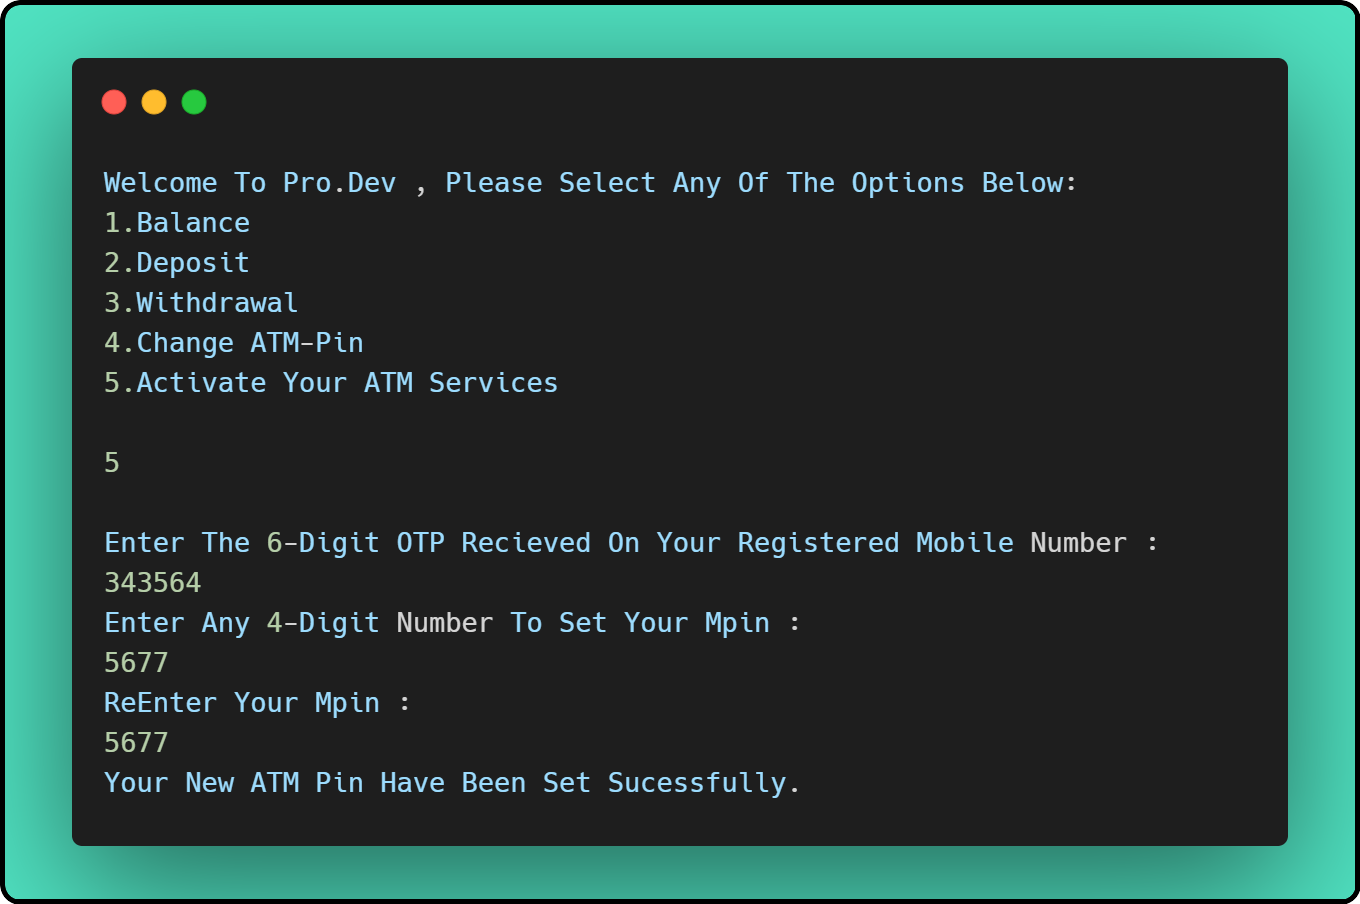 Welcome To Pro.Dev , Please Select Any Of The Options Below:
1.Balance
2.Deposit
3.Withdrawal
4.Change ATM-Pin
5.Activate Your ATM Services
5
Enter The 6-Digit OTP Recieved On Your Registered Mobile Number :
343564
Enter Any 4-Digit Number To Set Your Mpin :
5677
ReEnter Your Mpin :
5677
Your New ATM Pin Have Been Set Sucessfully.